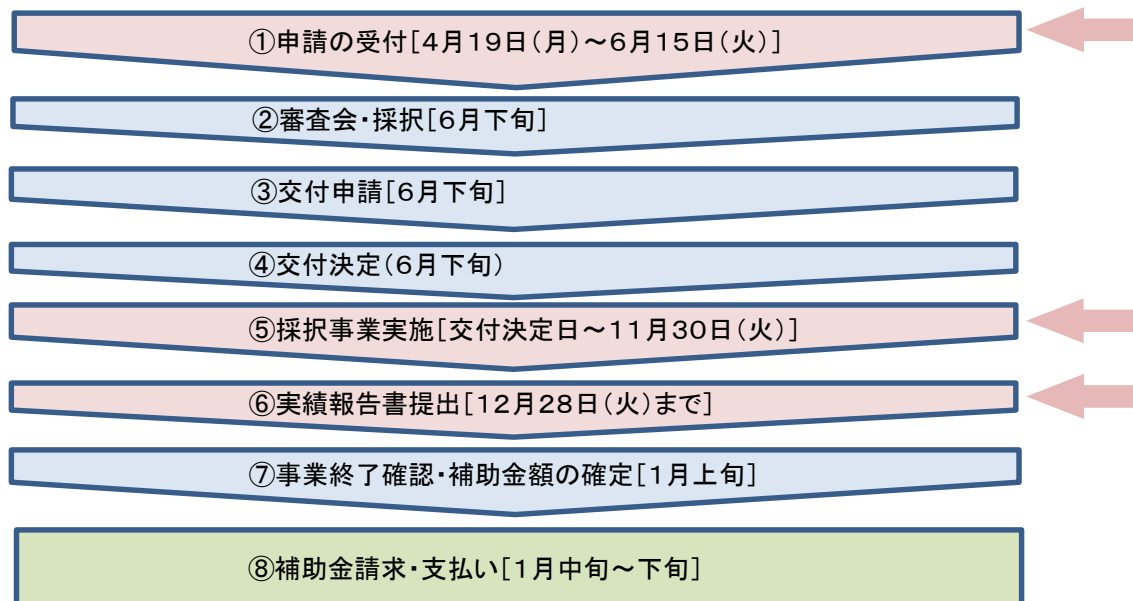 ①申請の受付[4月19日(月)~6月15日(火)]
②審査会・採択[6月下旬]
③交付申請[6月下旬]
④交付決定(6月下旬)
⑤採択事業実施[交付決定日~11月30日(火)]
⑥実績報告書提出[12月28日(火)まで]
⑦事業終了確認・補助金額の確定[1月上旬]
⑧補助金請求・支払い[1月中旬~下旬]